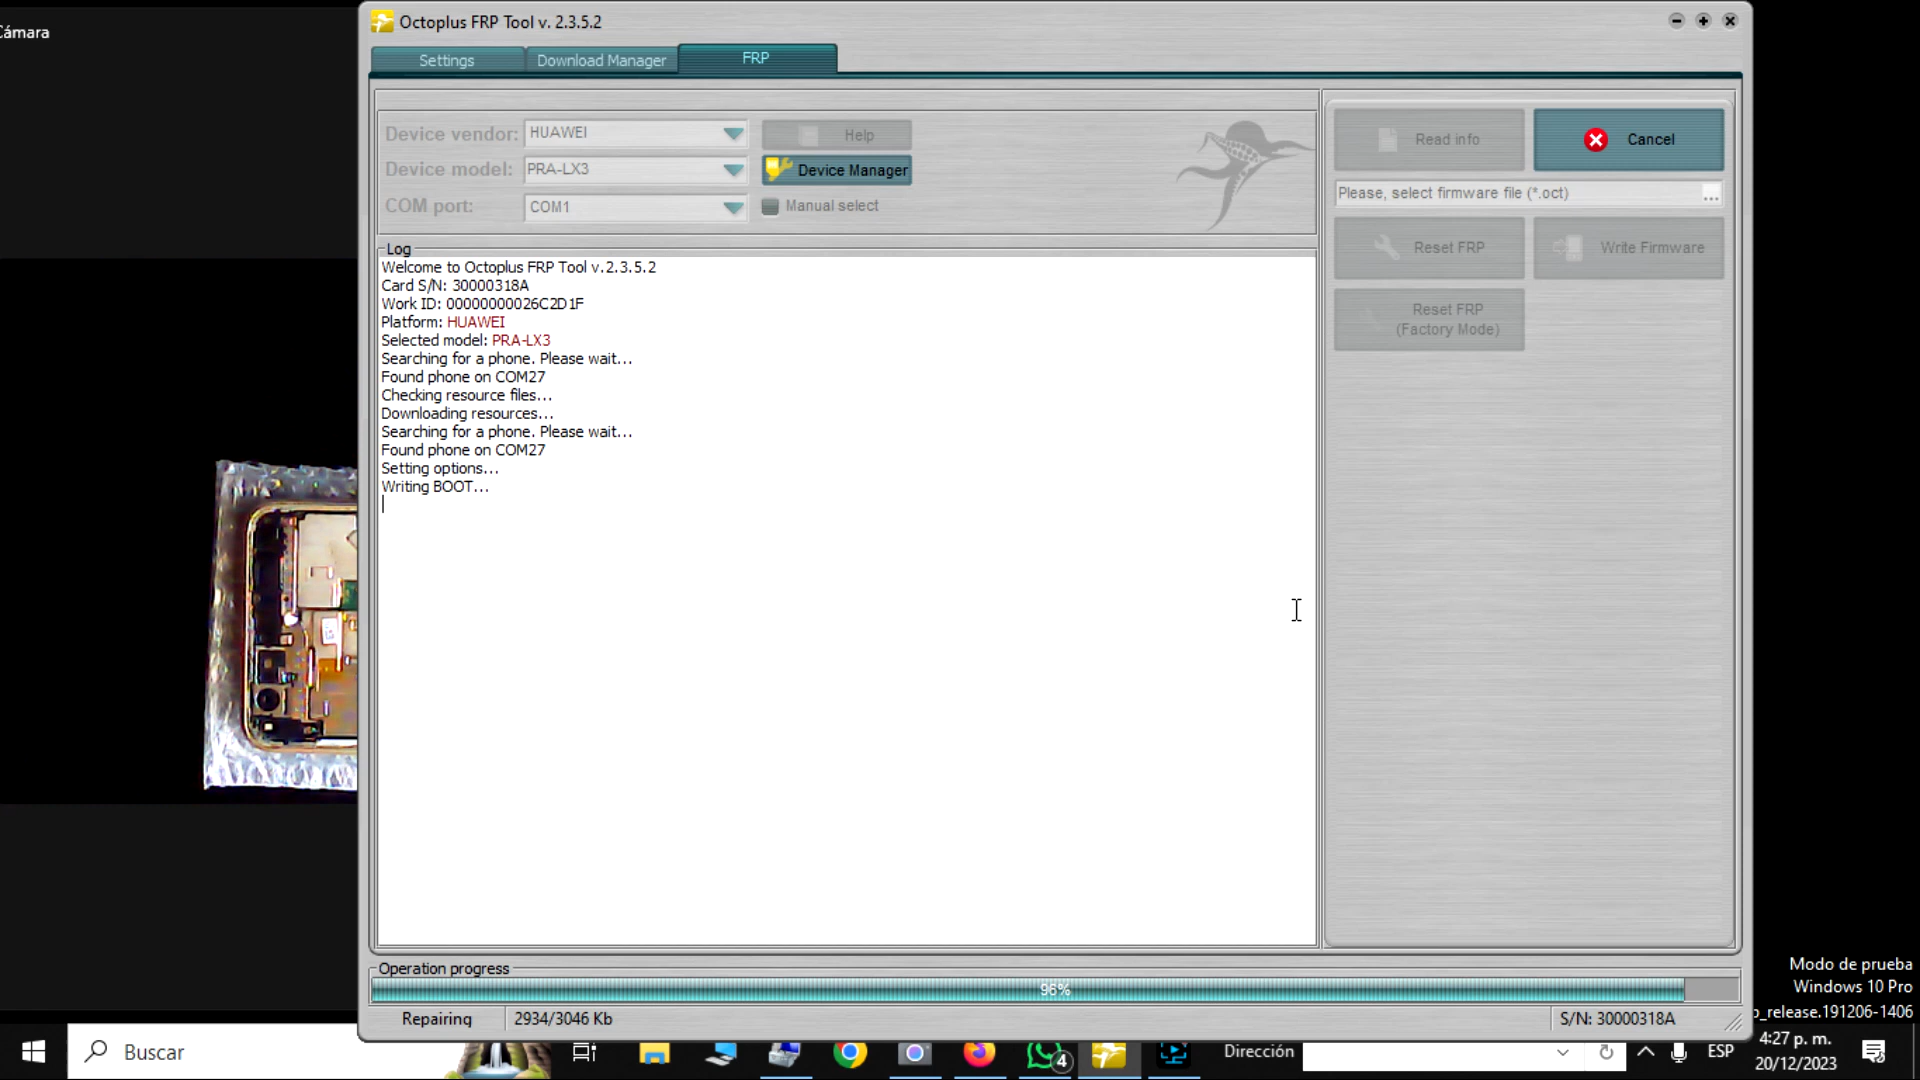 Cámara
Octoplus FRP Tool v. 2.3.5.2
Settings
Download Manager
FRP
Device vendor:
HUAWEI
Help
Device model:
PRA-LX3
Device Manager
COM port:
COM1
Manual select
Read info
Cancel
Please, select firmware file (*.oct)
...
Reset FRP
Write Firmware
Reset FRP
(Factory Mode)
Log
Welcome to Octoplus FRP Tool v.2.3.5.2
Card S/N: 30000318A
Work ID: 00000000026C2D1F
Platform: HUAWEI
Selected model: PRA-LX3
Searching for a phone. Please wait...
Found phone on COM27
Checking resource files...
Downloading resources...
Searching for a phone. Please wait...
Found phone on COM27
Setting options...
Writing BOOT...
Operation progress
96%
Repairing
2934/3046 Kb
S/N: 30000318A
Modo de prueba
Windows 10 Pro
_release.191206-1406
Buscar
4
Dirección
ESP
4:27 p. m.
20/12/2023